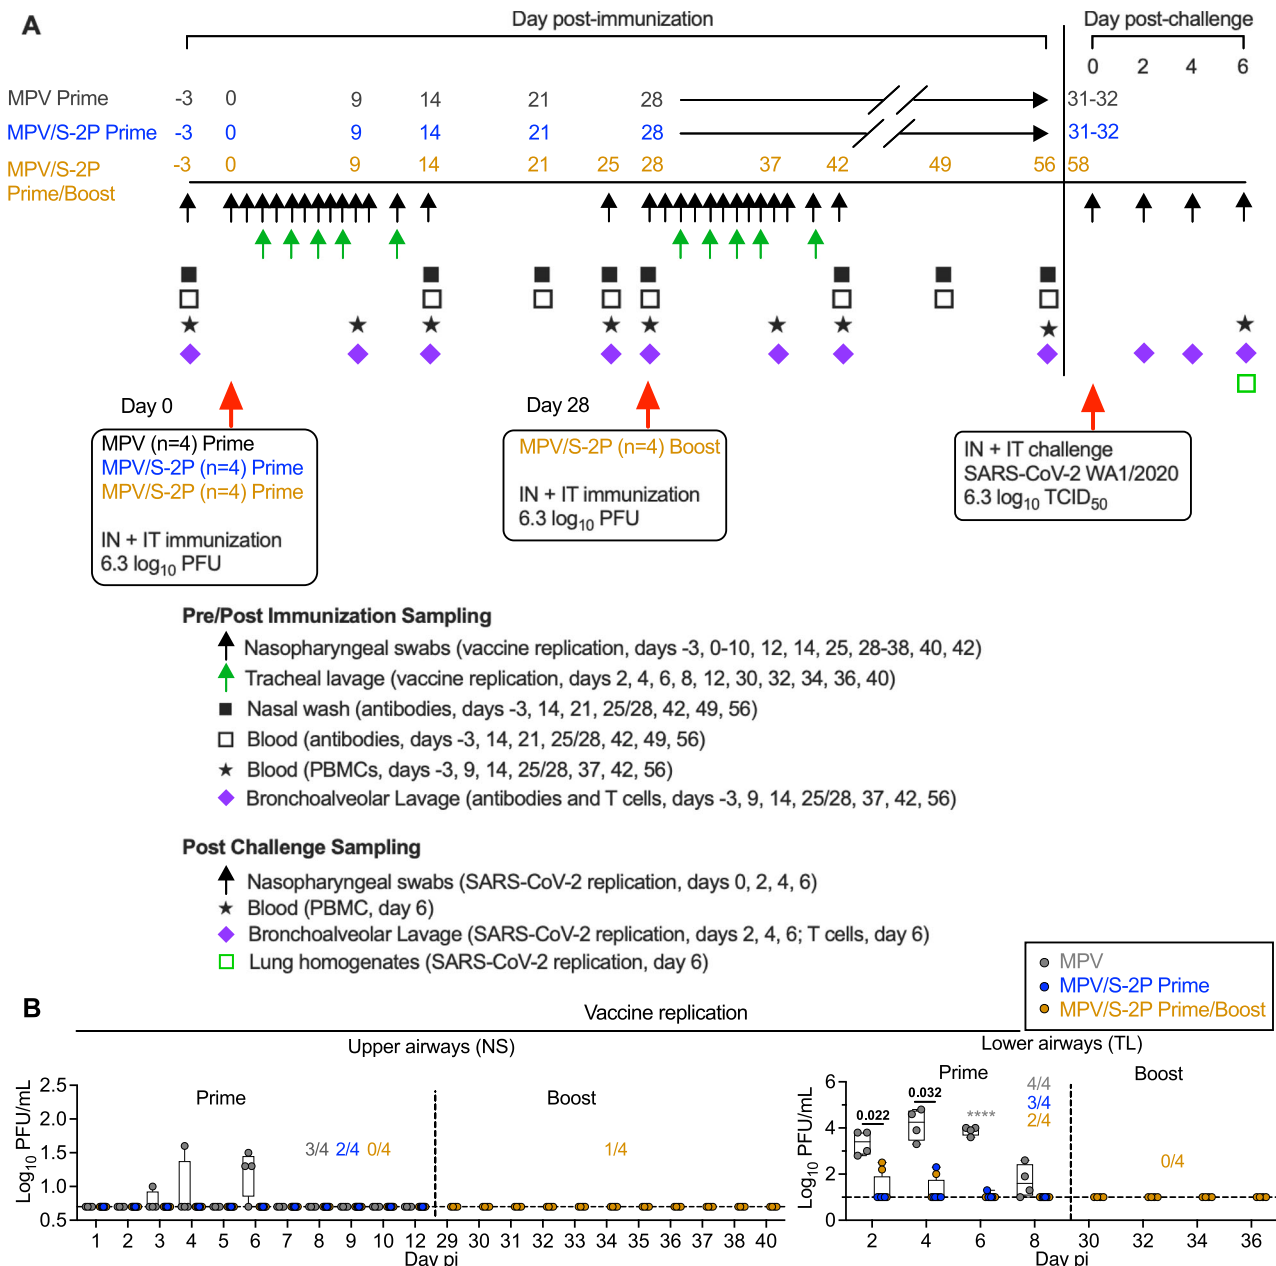 A
Day post-immunization
Day post-challenge
0 2 4 6
MPV Prime -3 0 9 14 21 28 31-32
MPV/S-2P Prime -3 0 9 14 21 28 31-32
MPV/S-2P Prime/Boost -3 0 9 14 21 25 28 37 42 49 56 58
Day 0
MPV (n=4) Prime
MPV/S-2P (n=4) Prime
MPV/S-2P (n=4) Prime
IN + IT immunization
6.3 log10 PFU
Day 28
MPV/S-2P (n=4) Boost
IN + IT immunization
6.3 log10 PFU
IN + IT challenge
SARS-CoV-2 WA1/2020
6.3 log10 TCID50
Pre/Post Immunization Sampling
Nasopharyngeal swabs (vaccine replication, days -3, 0-10, 12, 14, 25, 28-38, 40, 42)
Tracheal lavage (vaccine replication, days 2, 4, 6, 8, 12, 30, 32, 34, 36, 40)
Nasal wash (antibodies, days -3, 14, 21, 25/28, 42, 49, 56)
Blood (antibodies, days -3, 14, 21, 25/28, 42, 49, 56)
Blood (PBMCs, days -3, 9, 14, 25/28, 37, 42, 56)
Bronchoalveolar Lavage (antibodies and T cells, days -3, 9, 14, 25/28, 37, 42, 56)
Post Challenge Sampling
Nasopharyngeal swabs (SARS-CoV-2 replication, days 0, 2, 4, 6)
Blood (PBMC, day 6)
Bronchoalveolar Lavage (SARS-CoV-2 replication, days 2, 4, 6; T cells, day 6)
Lung homogenates (SARS-CoV-2 replication, day 6)
MPV
MPV/S-2P Prime
MPV/S-2P Prime/Boost
B
Vaccine replication
Upper airways (NS)
Log10 PFU/mL
2.5
2.0
1.5
1.0
0.5
Prime
Boost
3/4 2/4 0/4
1/4
1 2 3 4 5 6 7 8 9 10 12 29 30 31 32 33 34 35 36 37 38 40
Day pi
Lower airways (TL)
Log10 PFU/mL
6
4
2
0
Prime
Boost
0.022
0.032
****
4/4
3/4
2/4
0/4
2 4 6 8 30 32 34 36
Day pi